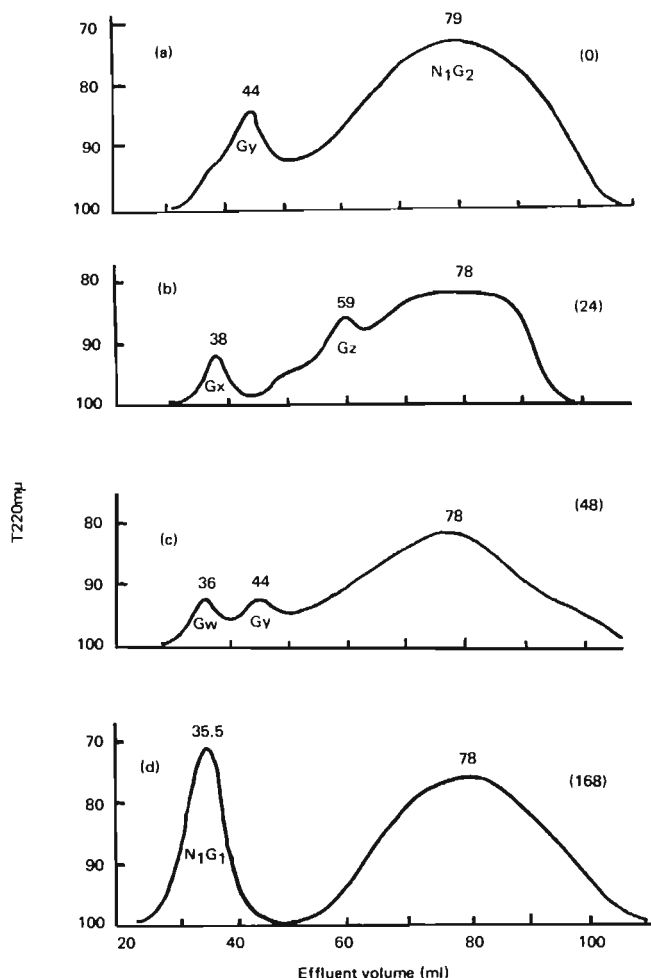 70
80
90
100
(a)
44
Gy
79
N₁G₂
(0)
80
90
100
(b)
38
Gx
59
Gz
78
(24)
T220mμ
80
90
100
(c)
36
Gw
44
Gy
78
(48)
70
80
90
100
(d)
35.5
N₁G₁
78
(168)
20 40 60 80 100
Effluent volume (ml)